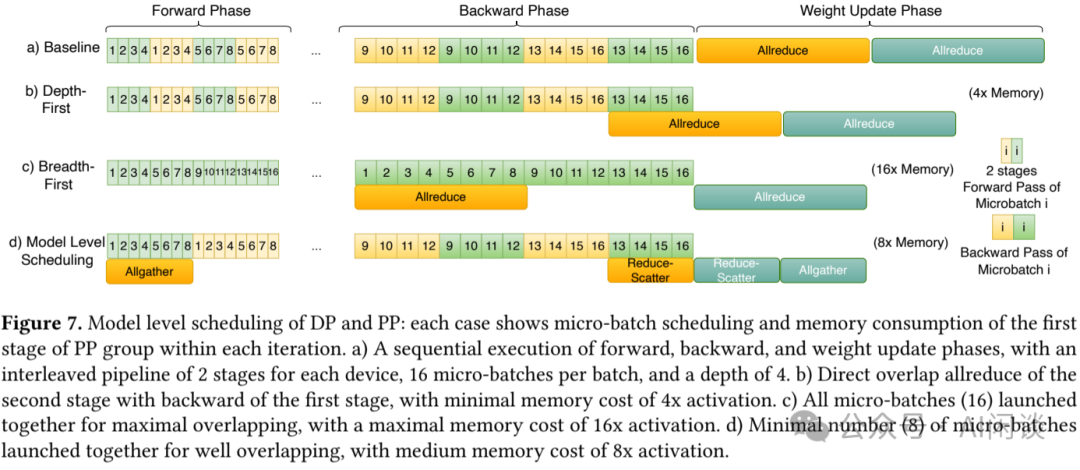 Forward Phase Backward Phase Weight Update Phase
a) Baseline 1 2 3 4 1 2 3 4 5 6 7 8 5 6 7 8 ... 9 10 11 12 9 10 11 12 13 14 15 16 13 14 15 16 Allreduce Allreduce
b) Depth-First 1 2 3 4 1 2 3 4 5 6 7 8 5 6 7 8 ... 9 10 11 12 9 10 11 12 13 14 15 16 13 14 15 16 (4x Memory)
Allreduce Allreduce
c) Breadth-First 1 2 3 4 5 6 7 8 9 10 11 12 13 14 15 16 ... 1 2 3 4 5 6 7 8 9 10 11 12 13 14 15 16 (16x Memory)
Allreduce Allreduce
i i
2 stages
Forward Pass of
Microbatch i
d) Model Level Scheduling 1 2 3 4 5 6 7 8 1 2 3 4 5 6 7 8 ... 9 10 11 12 9 10 11 12 13 14 15 16 13 14 15 16 (8x Memory)
Allgather Reduce-Scatter Reduce-Scatter Allgather
i i
Backward Pass of
Microbatch i
Figure 7. Model level scheduling of DP and PP: each case shows micro-batch scheduling and memory consumption of the first
stage of PP group within each iteration. a) A sequential execution of forward, backward, and weight update phases, with an
interleaved pipeline of 2 stages for each device, 16 micro-batches per batch, and a depth of 4. b) Direct overlap allreduce of the
second stage with backward of the first stage, with minimal memory cost of 4x activation. c) All micro-batches (16) launched
together for maximal overlapping, with a maximal memory cost of 16x activation. d) Minimal number (8) of micro-batches
launched together for well overlapping, with medium memory cost of 8x activation.
公众号 · AI闲谈